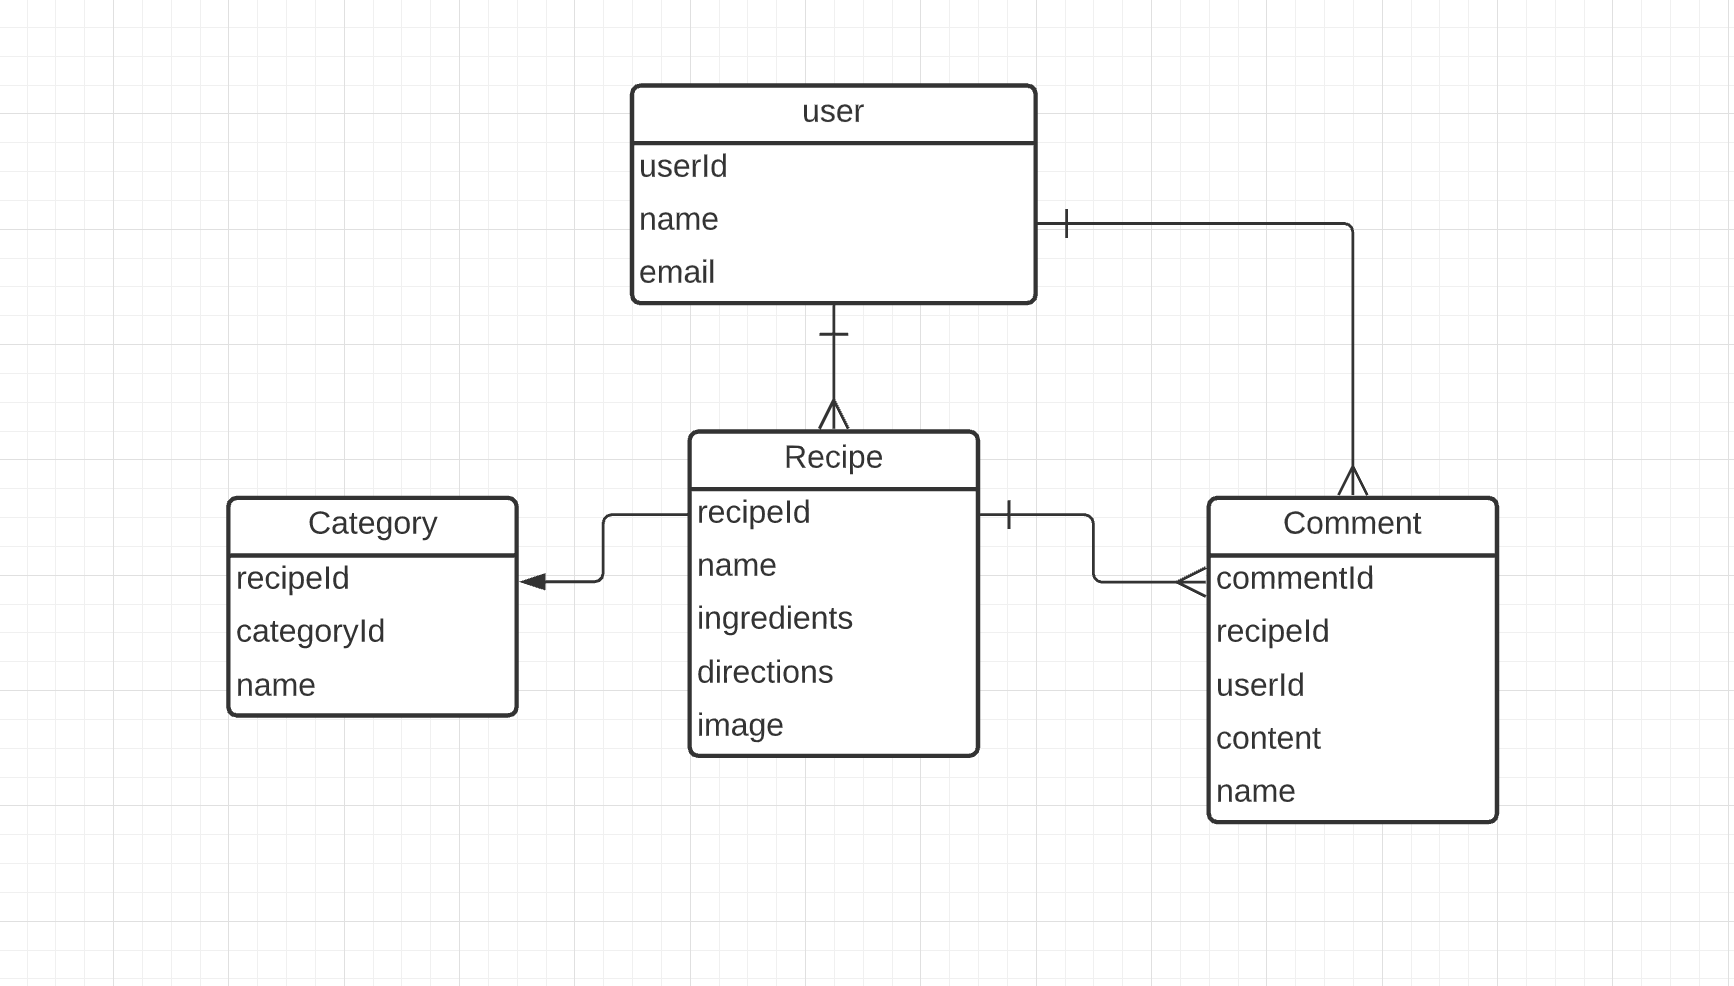 user
userId
name
email
Recipe
recipeId
name
ingredients
directions
image
Category
recipeId
categoryId
name
Comment
commentId
recipeId
userId
content
name